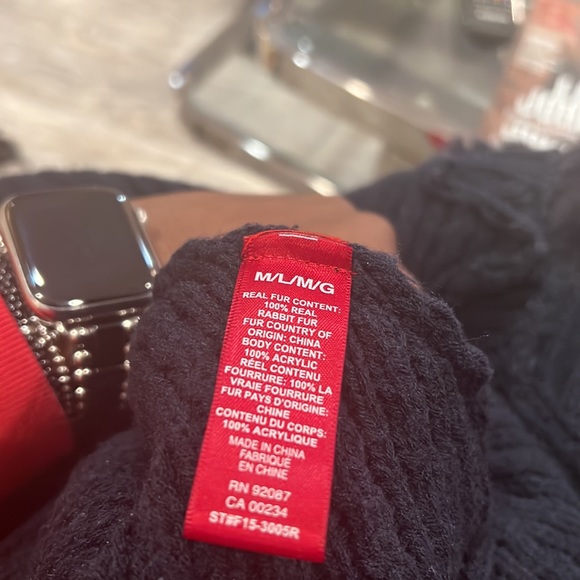 M/L/M/G
REAL FUR CONTENT:
100% REAL
RABBIT FUR
FUR COUNTRY OF
ORIGIN: CHINA
BODY CONTENT:
100% ACRYLIC
RÉEL CONTENU
FOURRURE: 100% LA
VRAIE FOURRURE
FUR PAYS D'ORIGINE:
CHINE
CONTENU DU CORPS:
100% ACRYLIQUE
MADE IN CHINA
FABRIQUÉ
EN CHINE
RN 92087
CA 00234
ST#F15-3005R